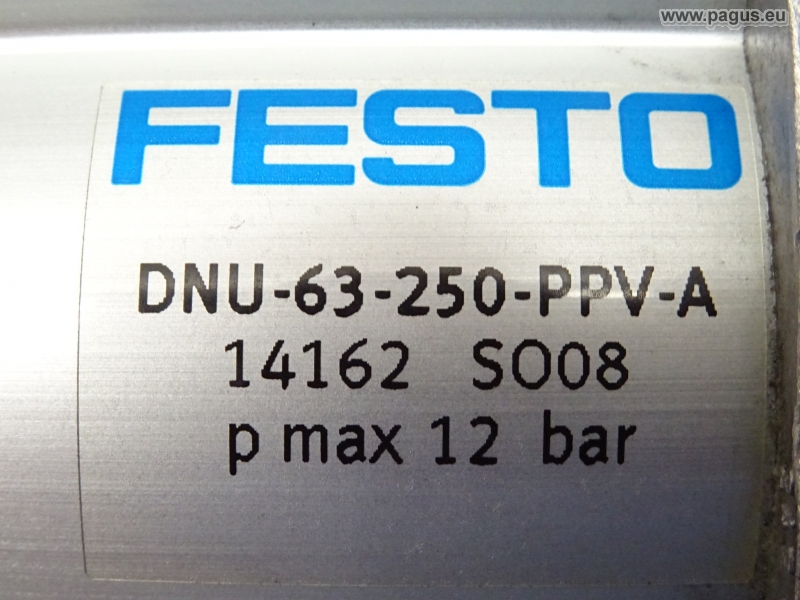 www.pagus.eu
FESTO
DNU-63-250-PPV-A
14162 SO08
p max 12 bar